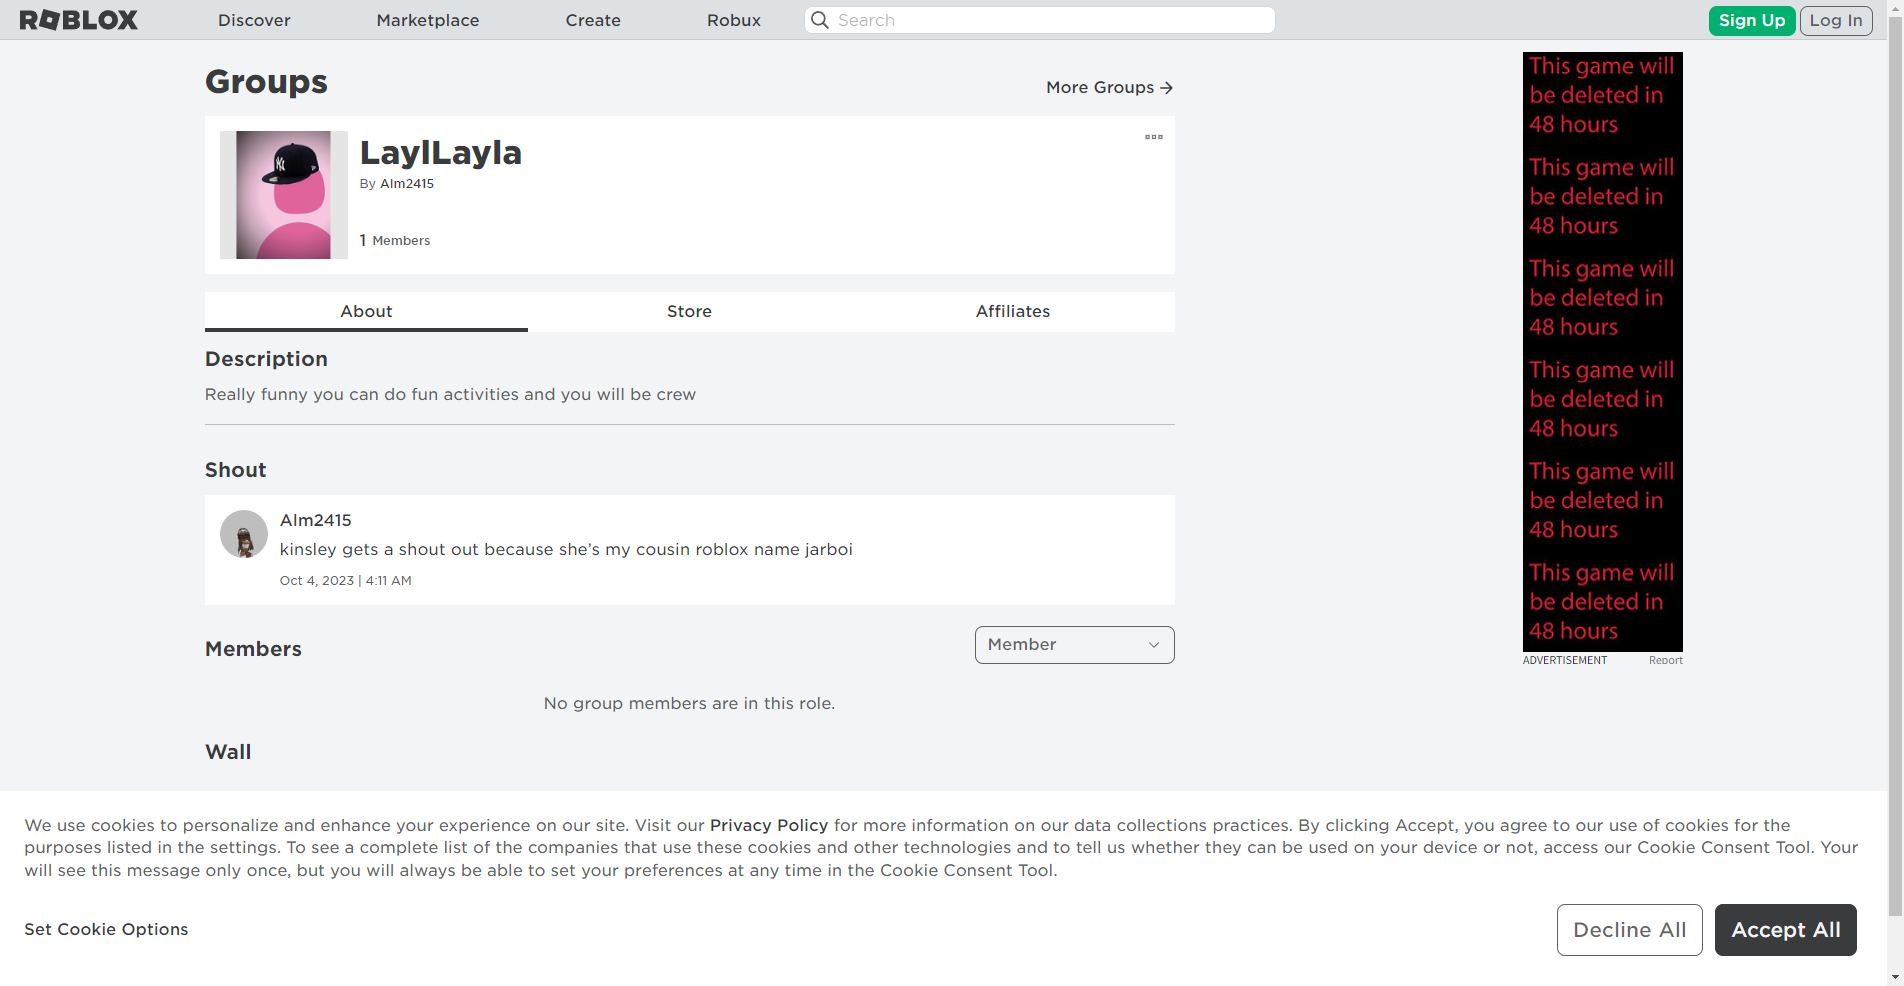 ROBLOX
Discover
Marketplace
Create
Robux
Search
Sign Up
Log In
Groups
More Groups
LaylLayla
By Alm2415
1 Members
About
Store
Affiliates
Description
Really funny you can do fun activities and you will be crew
Shout
Alm2415
kinsley gets a shout out because she’s my cousin roblox name jarboi
Oct 4, 2023 | 4:11 AM
Members
Member
No group members are in this role.
Wall
This game will
be deleted in
48 hours
This game will
be deleted in
48 hours
This game will
be deleted in
48 hours
This game will
be deleted in
48 hours
This game will
be deleted in
48 hours
This game will
be deleted in
48 hours
ADVERTISEMENT
Report
We use cookies to personalize and enhance your experience on our site. Visit our Privacy Policy for more information on our data collections practices. By clicking Accept, you agree to our use of cookies for the
purposes listed in the settings. To see a complete list of the companies that use these cookies and other technologies and to tell us whether they can be used on your device or not, access our Cookie Consent Tool. Your
will see this message only once, but you will always be able to set your preferences at any time in the Cookie Consent Tool.
Set Cookie Options
Decline All
Accept All